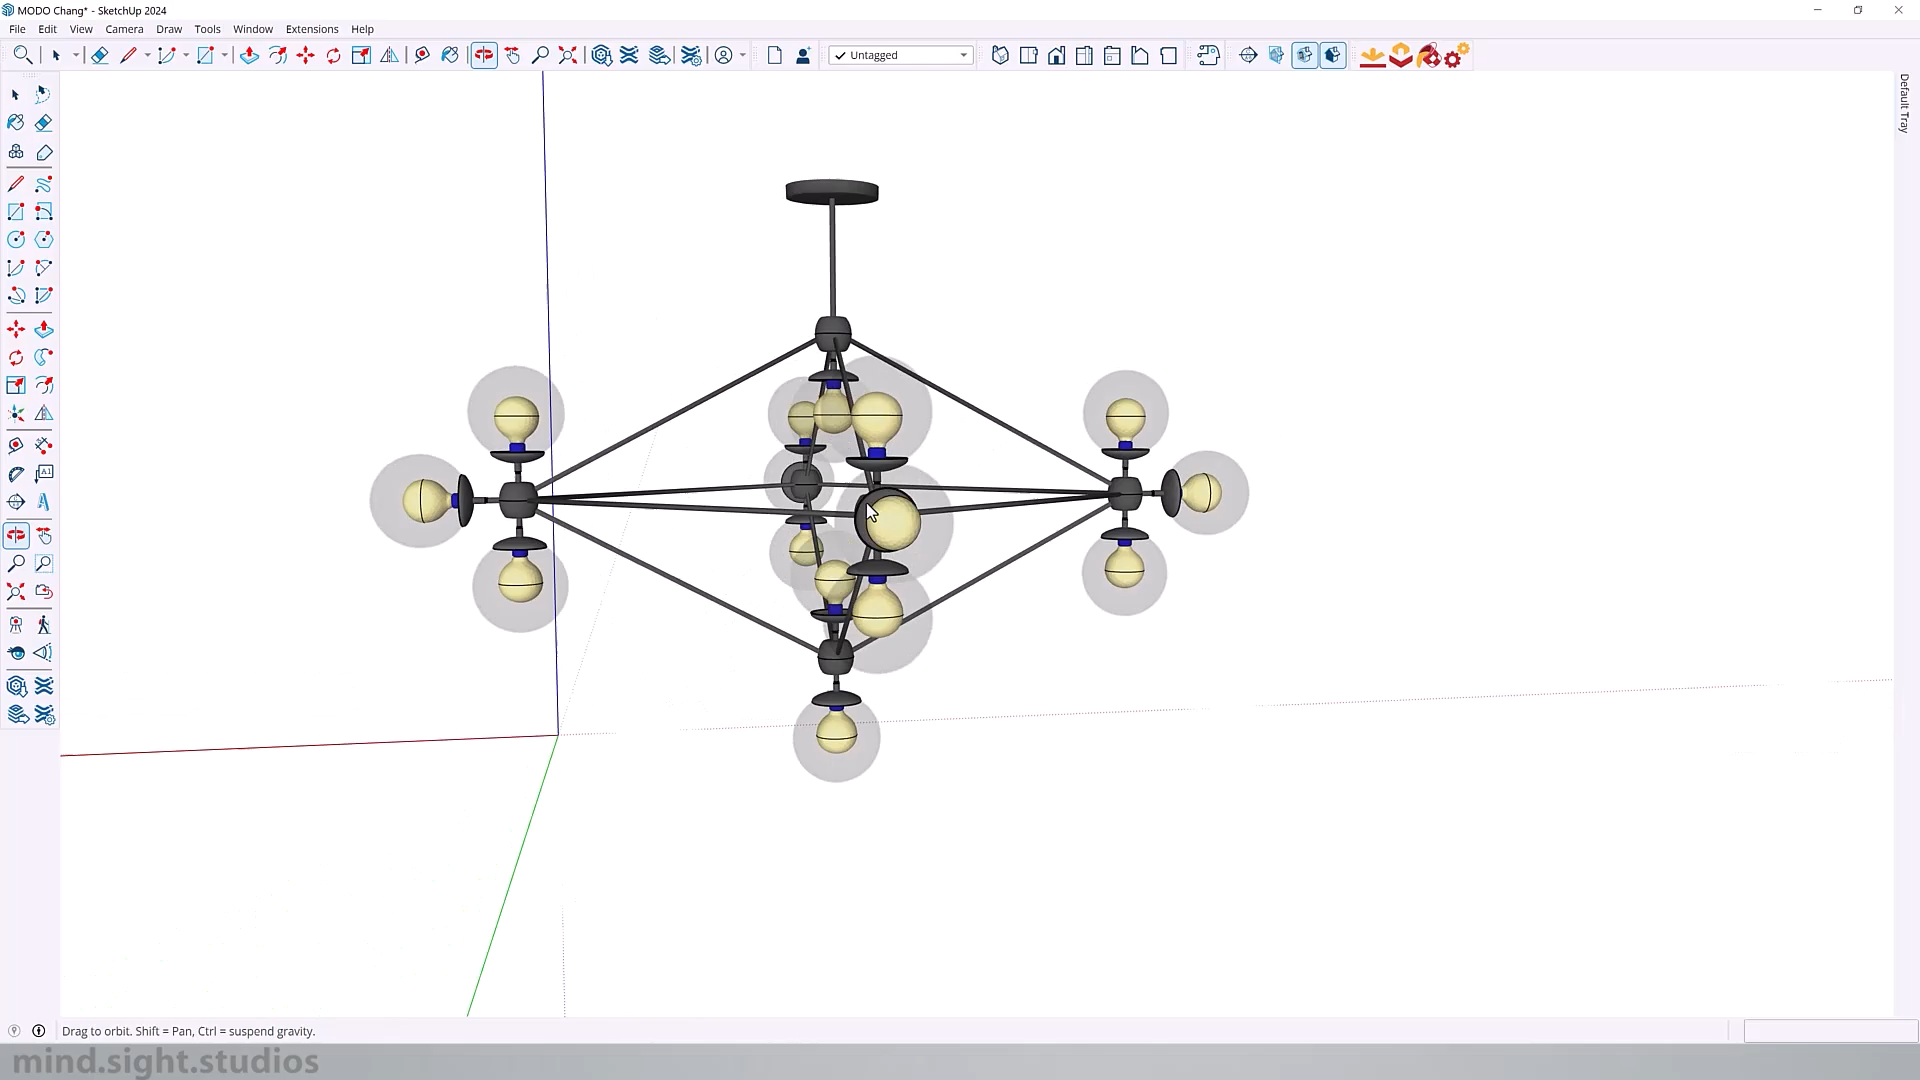 MODO Chang* - SketchUp 2024
File Edit View Camera Draw Tools Window Extensions Help
Untagged
Default Tray
A1
A
Drag to orbit. Shift = Pan, Ctrl = suspend gravity.
mind.sight.studios